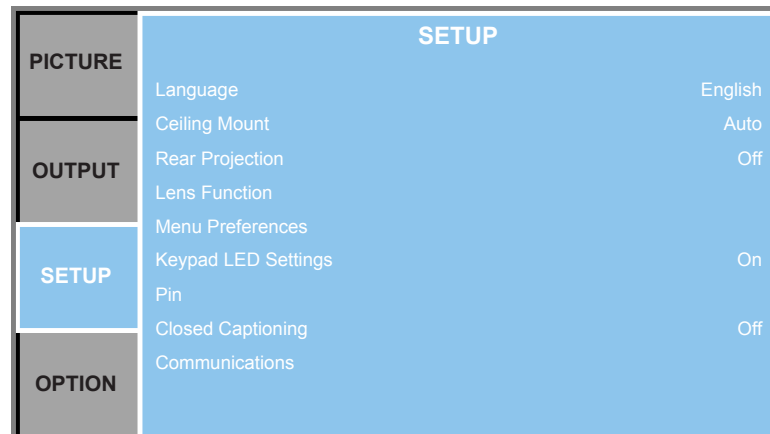 PICTURE
OUTPUT
SETUP
OPTION
SETUP
Language English
Ceiling Mount Auto
Rear Projection Off
Lens Function
Menu Preferences
Keypad LED Settings On
Pin
Closed Captioning Off
Communications